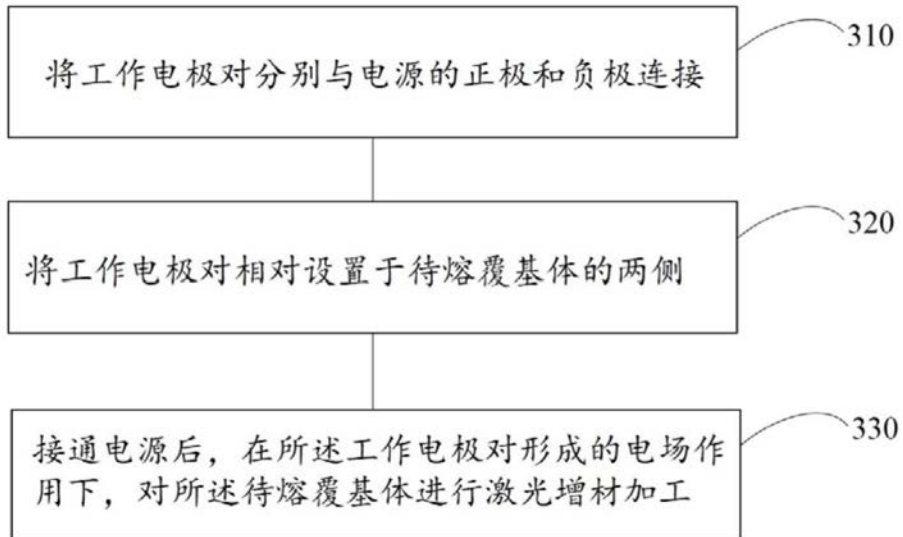 将工作电极对分别与电源的正极和负极连接
310
将工作电极对相对设置于待熔覆基体的两侧
320
接通电源后，在所述工作电极对形成的电场作
用下，对所述待熔覆基体进行激光增材加工
330